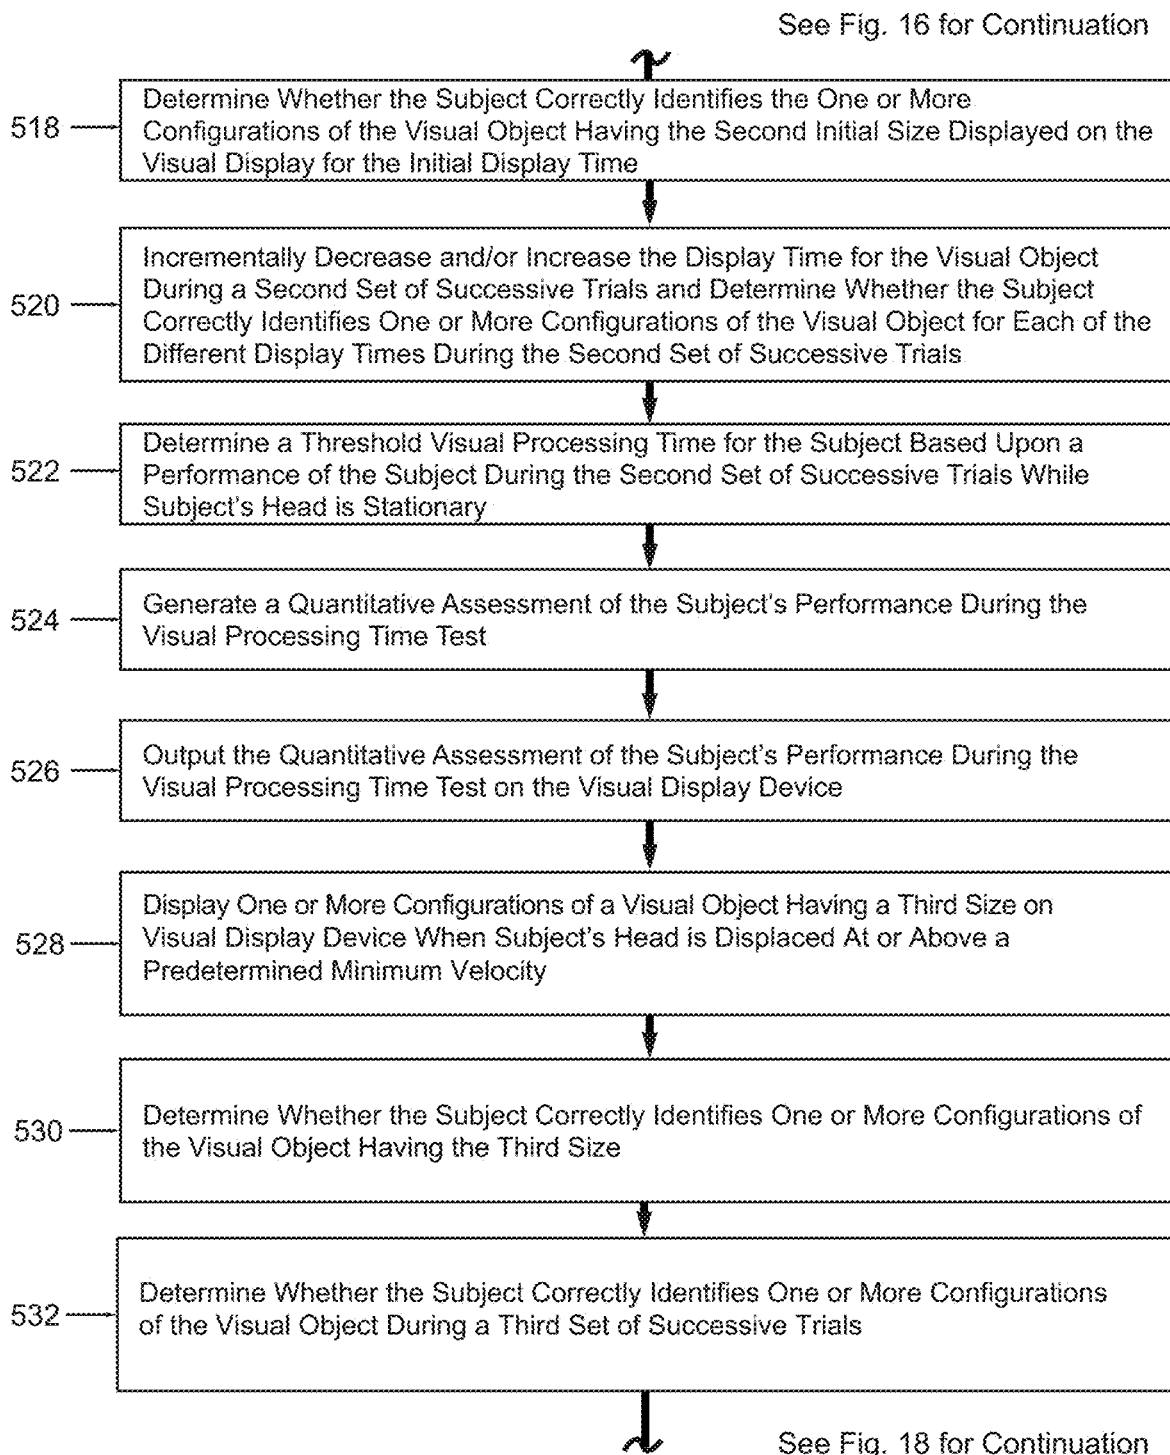 See Fig. 16 for Continuation
518
Determine Whether the Subject Correctly Identifies the One or More
Configurations of the Visual Object Having the Second Initial Size Displayed on the
Visual Display for the Initial Display Time
520
Incrementally Decrease and/or Increase the Display Time for the Visual Object
During a Second Set of Successive Trials and Determine Whether the Subject
Correctly Identifies One or More Configurations of the Visual Object for Each of the
Different Display Times During the Second Set of Successive Trials
522
Determine a Threshold Visual Processing Time for the Subject Based Upon a
Performance of the Subject During the Second Set of Successive Trials While
Subject's Head is Stationary
524
Generate a Quantitative Assessment of the Subject's Performance During the
Visual Processing Time Test
526
Output the Quantitative Assessment of the Subject's Performance During the
Visual Processing Time Test on the Visual Display Device
528
Display One or More Configurations of a Visual Object Having a Third Size on
Visual Display Device When Subject's Head is Displaced At or Above a
Predetermined Minimum Velocity
530
Determine Whether the Subject Correctly Identifies One or More Configurations of
the Visual Object Having the Third Size
532
Determine Whether the Subject Correctly Identifies One or More Configurations
of the Visual Object During a Third Set of Successive Trials
See Fig. 18 for Continuation